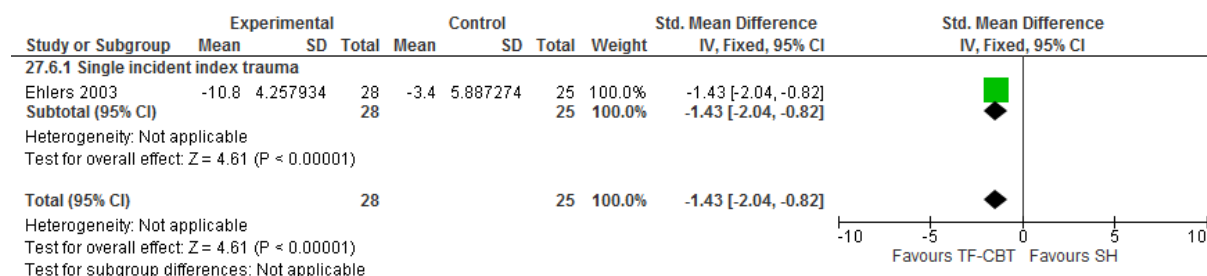 Experimental Control Std. Mean Difference Std. Mean Difference
Study or Subgroup Mean SD Total Mean SD Total Weight IV, Fixed, 95% CI IV, Fixed, 95% CI
27.6.1 Single incident index trauma
Ehlers 2003 -10.8 4.257934 28 -3.4 5.887274 25 100.0% -1.43 [-2.04, -0.82]
Subtotal (95% CI) 28 25 100.0% -1.43 [-2.04, -0.82]
Heterogeneity: Not applicable
Test for overall effect: Z = 4.61 (P < 0.00001)
Total (95% CI) 28 25 100.0% -1.43 [-2.04, -0.82]
Heterogeneity: Not applicable
Test for overall effect: Z = 4.61 (P < 0.00001)
Test for subgroup differences: Not applicable
-10 -5 0 5 10
Favours TF-CBT Favours SH